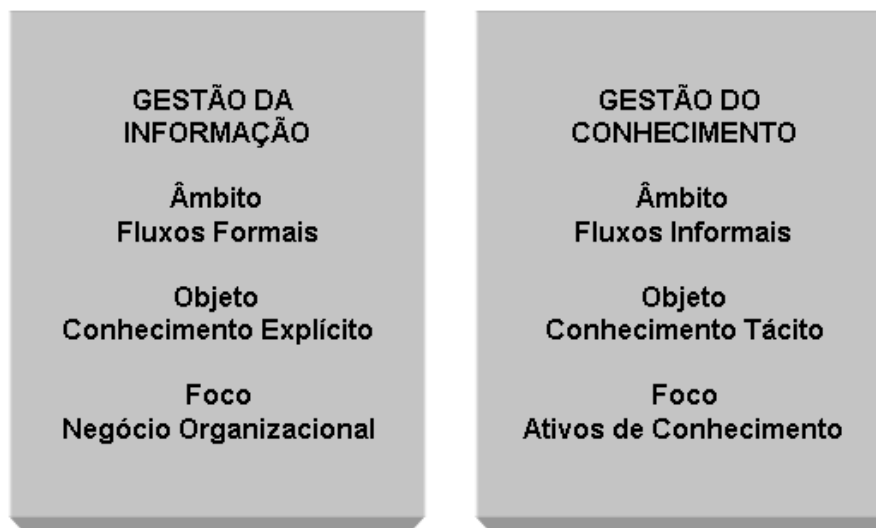 GESTÃO DA
INFORMAÇÃO
Âmbito
Fluxos Formais
Objeto
Conhecimento Explícito
Foco
Negócio Organizacional
GESTÃO DO
CONHECIMENTO
Âmbito
Fluxos Informais
Objeto
Conhecimento Tácito
Foco
Ativos de Conhecimento